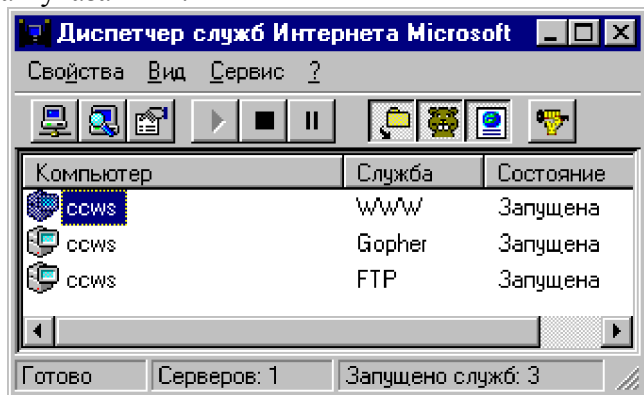 Диспетчер служб Интернета Microsoft
Свойства Вид Сервис ?
Компьютер Служба Состояние
ccws WWW Запущена
ccws Gopher Запущена
ccws FTP Запущена
Готово Серверов: 1 Запущено служб: 3